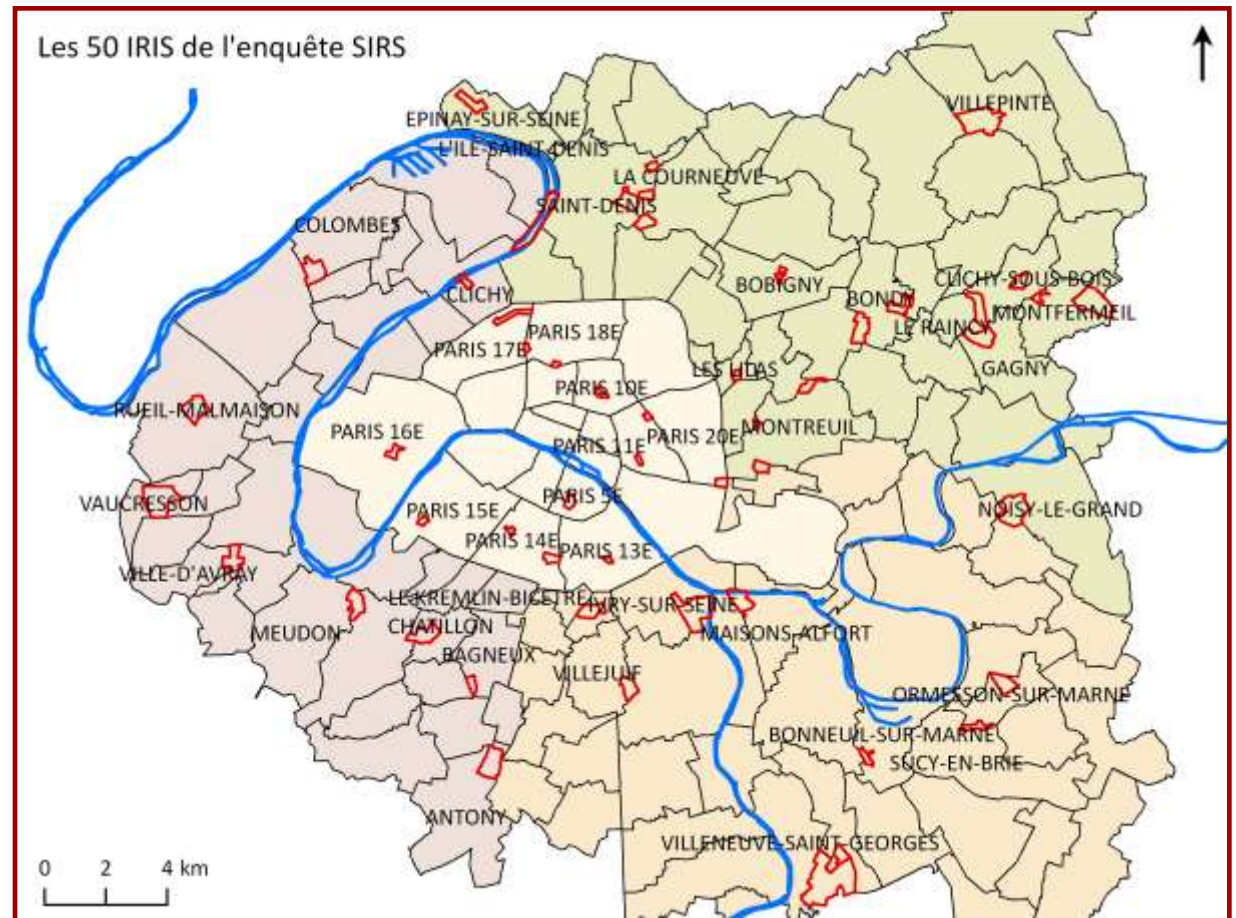 Les 50 IRIS de l'enquête SIRS
VILLEPINTE
EPINAY-SUR-SEINE
L'ILE-SAINT-DENIS
LA COURNEUVE
SAINT-DENIS
COLOMBES
CLICHY
BOBIGNY
CLICHY-SOUS-BOIS
BONDY
MONTFERMEIL
LE RAINCY
PARIS 18E
PARIS 17E
GAGNY
LES LILAS
PARIS 10E
RUEIL-MALMAISON
PARIS 16E
MONTREUIL
PARIS 20E
PARIS 11E
VAUCRESSON
PARIS 5E
NOISY-LE-GRAND
PARIS 15E
PARIS 14E
PARIS 13E
VILLE-D'AVRAY
LE-KREMLIN-BICETRE
IVRY-SUR-SEINE
CHATILLON
MEUDON
MAISONS-ALFORT
BAGNEUX
VILLEJUIF
ORMESSON-SUR-MARNE
BONNEUIL-SUR-MARNE
SUCY-EN-BRIE
ANTONY
VILLENEUVE-SAINT-GEORGES
0 2 4 km